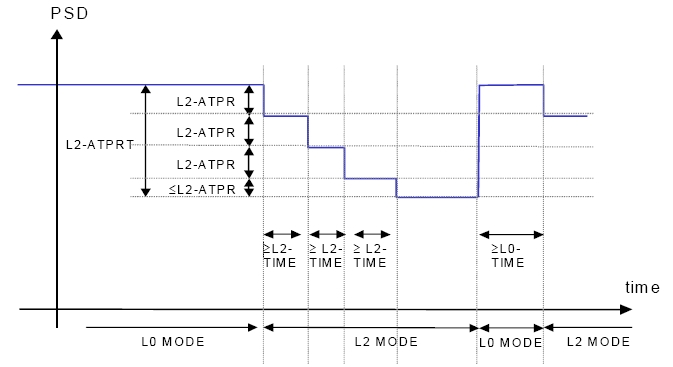 PSD
L2-ATPR
L2-ATPR
L2-ATPRT
L2-ATPR
≤L2-ATPR
≥L2-
TIME
≥ L2-
TIME
≥ L2-
TIME
≥L0-
TIME
time
L0 MODE
L2 MODE
L0 MODE
L2 MODE